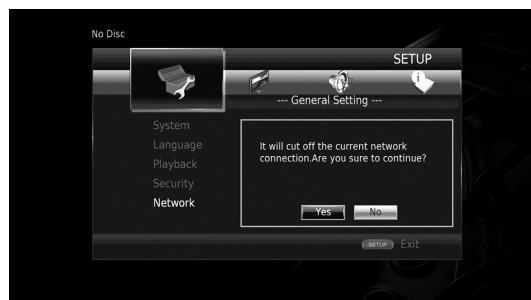 No Disc
SETUP
--- General Setting ---
System
Language
Playback
Security
Network
It will cut off the current network
connection.Are you sure to continue?
Yes
No
SETUP
Exit